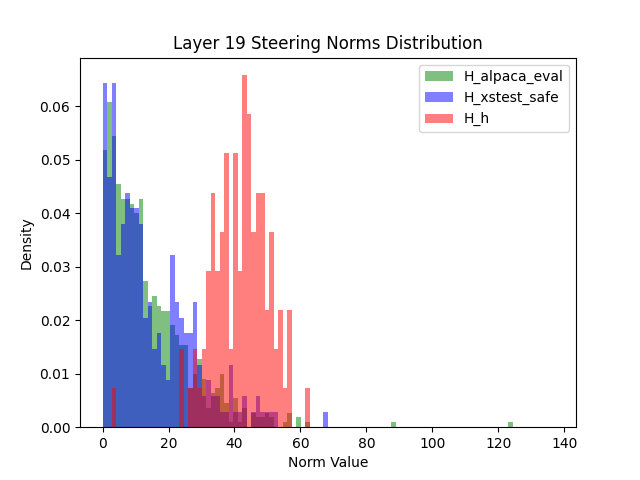 Layer 19 Steering Norms Distribution
H_alpaca_eval
H_xstest_safe
H_h
0.06
0.05
0.04
0.03
0.02
0.01
0.00
Density
0
20
40
60
80
100
120
140
Norm Value